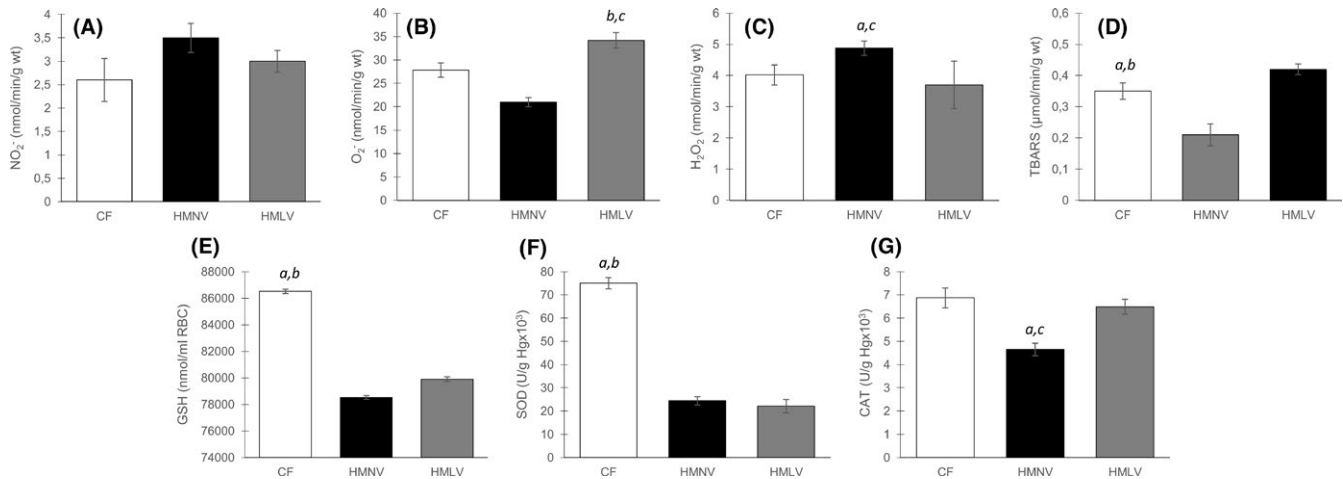 (A)
NO₂⁻ (nmol/min/g wt)
4
3,5
3
2,5
2
1,5
1
0,5
0
CF HMNV HMLV
(B)
b,c
O₂⁻ (nmol/min/g wt)
40
35
30
25
20
15
10
5
0
CF HMNV HMLV
(C)
a,c
H₂O₂ (nmol/min/g wt)
6
5
4
3
2
1
0
CF HMNV HMLV
(D)
a,b
TBARS (µmol/min/g wt)
0,6
0,5
0,4
0,3
0,2
0,1
0
CF HMNV HMLV
(E)
a,b
GSH (nmol/ml RBC)
88000
86000
84000
82000
80000
78000
76000
74000
CF HMNV HMLV
(F)
a,b
SOD (U/g Hgx10³)
80
70
60
50
40
30
20
10
0
CF HMNV HMLV
(G)
a,c
CAT (U/g Hgx10³)
8
7
6
5
4
3
2
1
0
CF HMNV HMLV